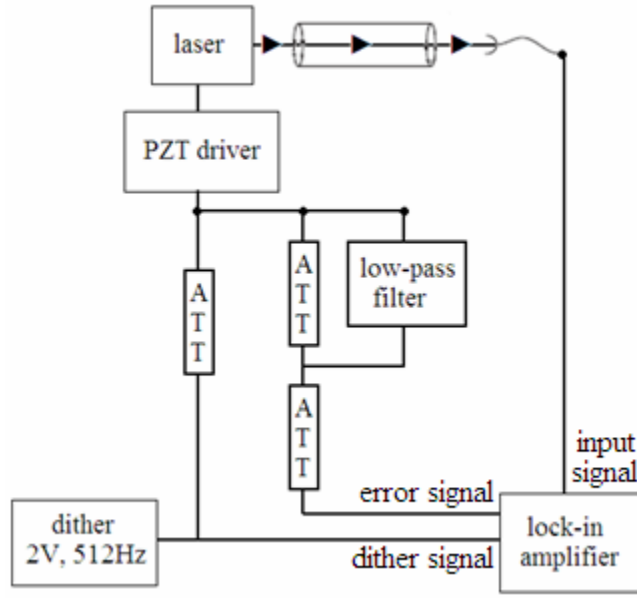 laser
PZT driver
A
T
T
A
T
T
low-pass
filter
A
T
T
input
signal
error signal
dither
2V, 512Hz
dither signal
lock-in
amplifier